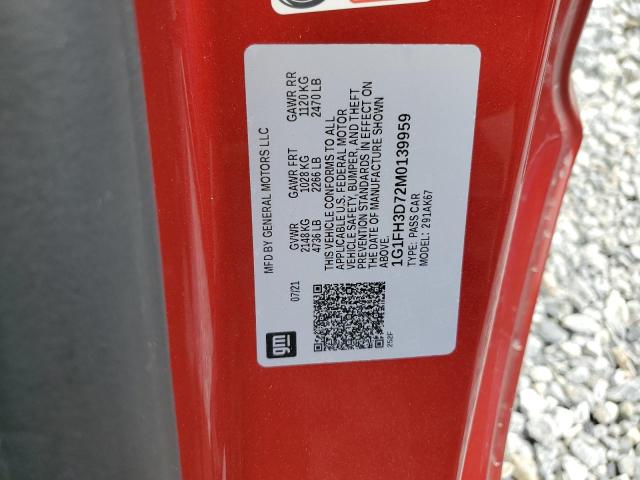 MFD BY GENERAL MOTORS LLC
07/21
GVWR GAWR FRT GAWR RR
2148 KG 1028 KG 1120 KG
4736 LB 2266 LB 2470 LB
THIS VEHICLE CONFORMS TO ALL
APPLICABLE U.S. FEDERAL MOTOR
VEHICLE SAFETY, BUMPER, AND THEFT
PREVENTION STANDARDS IN EFFECT ON
THE DATE OF MANUFACTURE SHOWN
ABOVE.
1G1FH3D72M0139959
TYPE: PASS CAR
MODEL: 291AK67
gm
252F